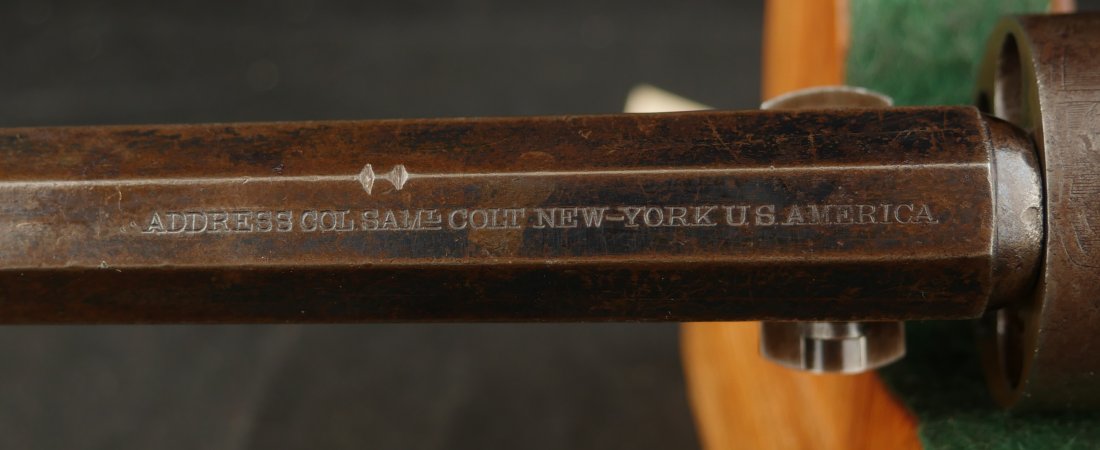 ADDRESS COL. SAML COLT NEW-YORK U.S. AMERICA.